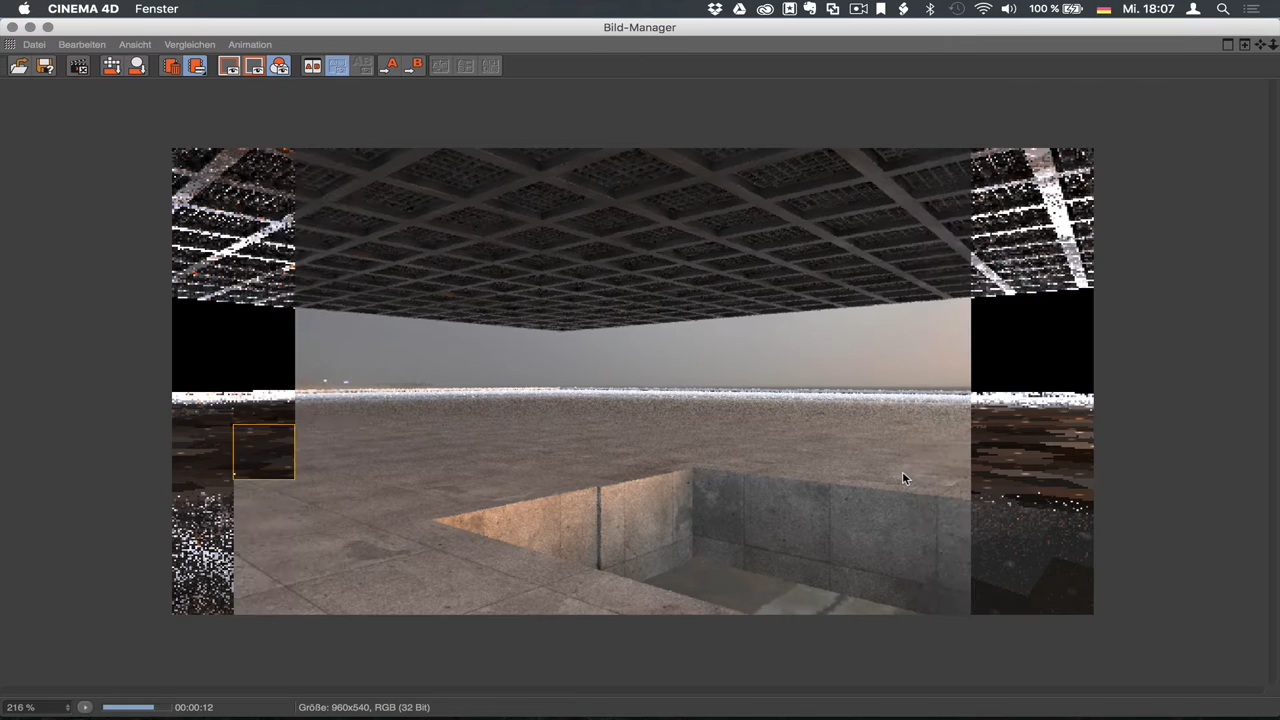 CINEMA 4D Fenster 100 % Mi. 18:07
Bild-Manager
Datei Bearbeiten Ansicht Vergleichen Animation
A B A B
216 % 00:00:12 Größe: 960x540, RGB (32 Bit)